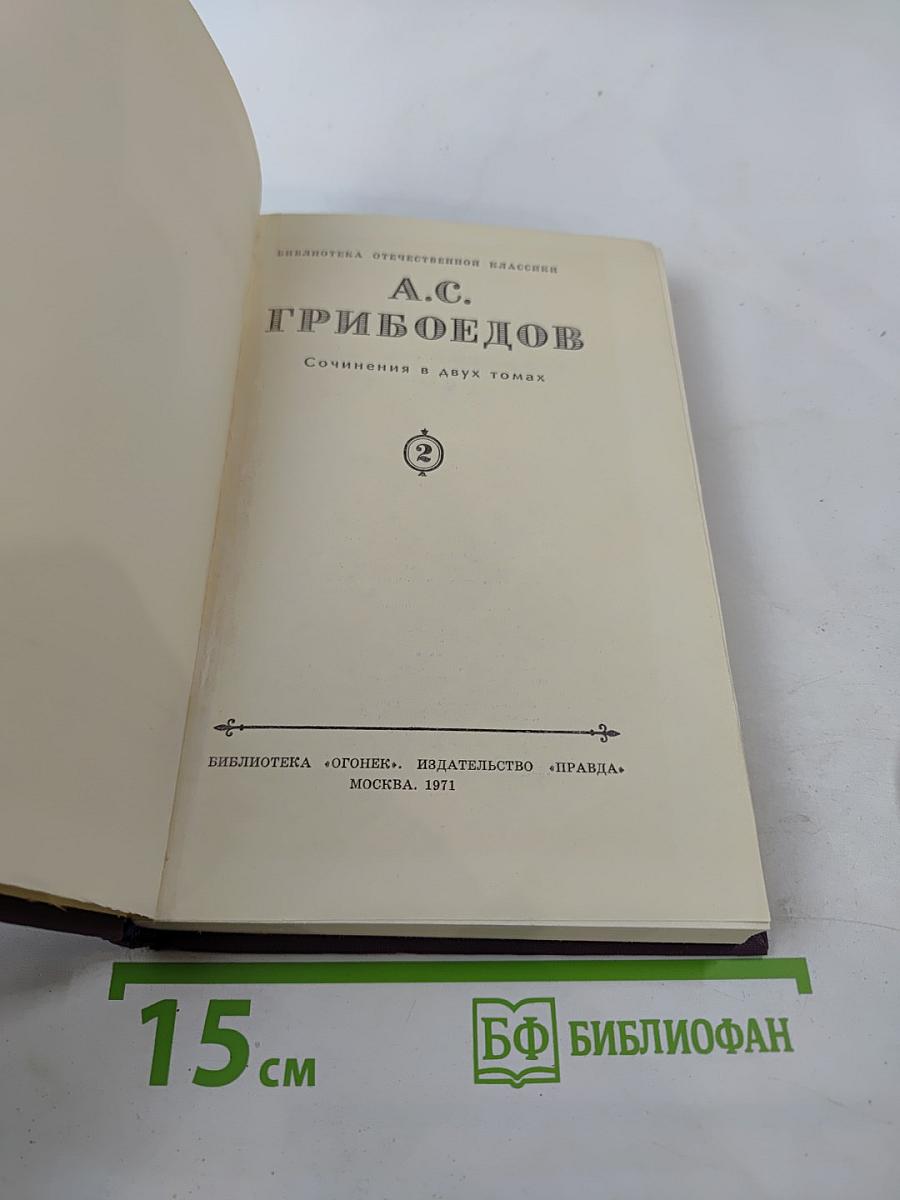 БИБЛИОТЕКА ОТЕЧЕСТВЕННОЙ КЛАССИКИ
А.С.
ГРИБОЕДОВ
Сочинения в двух томах
2
БИБЛИОТЕКА «ОГОНЕК». ИЗДАТЕЛЬСТВО «ПРАВДА»
МОСКВА. 1971
15 см
БФ БИБЛИОФАН